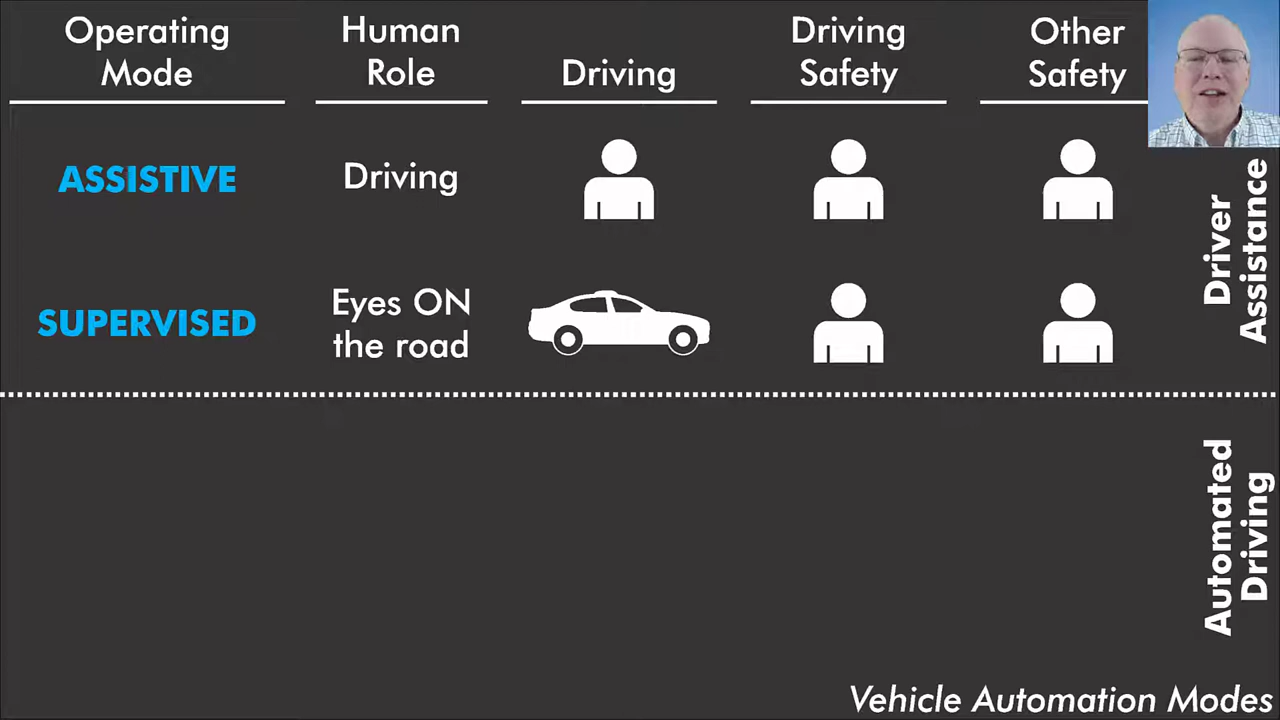 Operating
Mode
Human
Role
Driving
Driving
Safety
Other
Safety
ASSISTIVE
Driving
SUPERVISED
Eyes ON
the road
Driver
Assistance
Automated
Driving
Vehicle Automation Modes